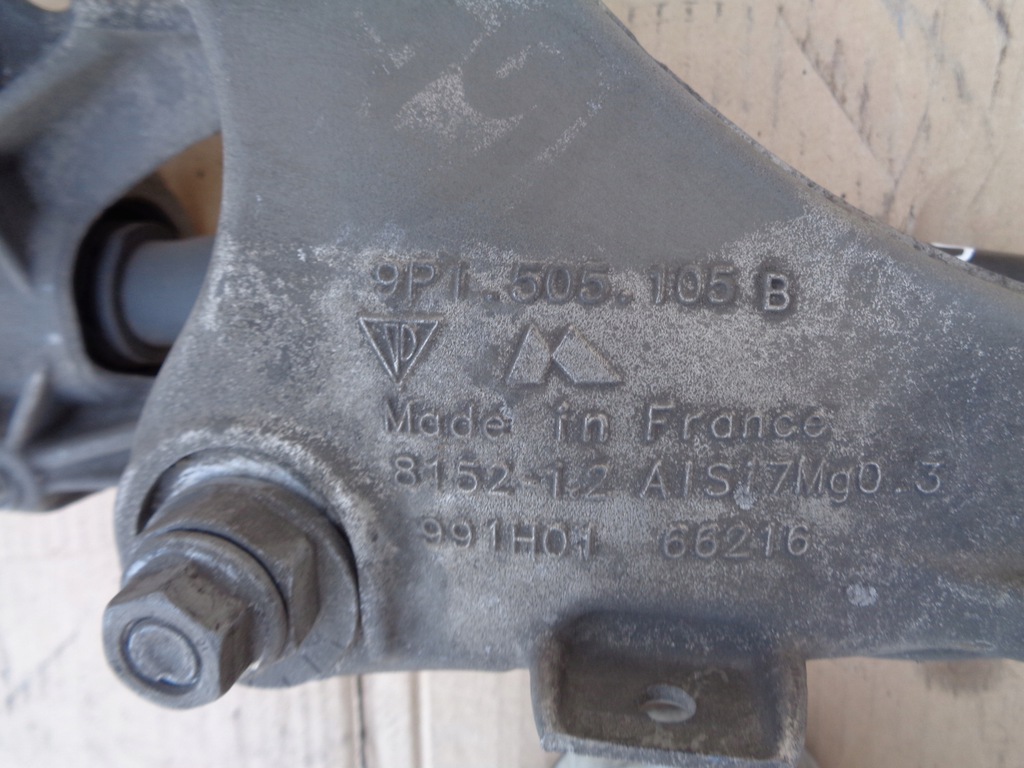 9P1.505.105 B
Made in France
8152-12 AlSi7Mg0.3
991H01 66216